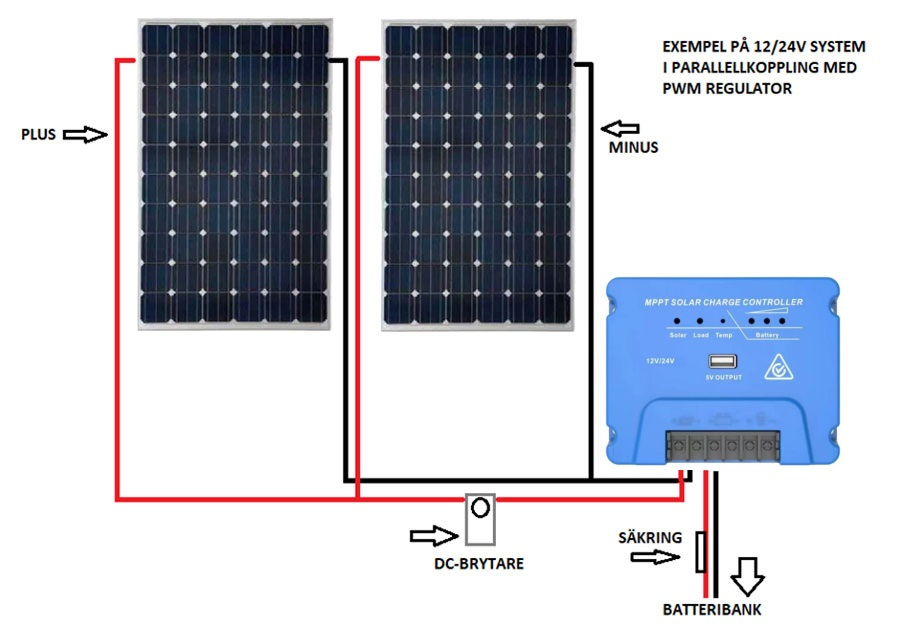 EXEMPEL PÅ 12/24V SYSTEM
I PARALLELLKOPPLING MED
PWM REGULATOR
PLUS
MINUS
MPPT SOLAR CHARGE CONTROLLER
Solar Load Temp Battery
12V/24V
5V OUTPUT
SÄKRING
DC-BRYTARE
BATTERIBANK